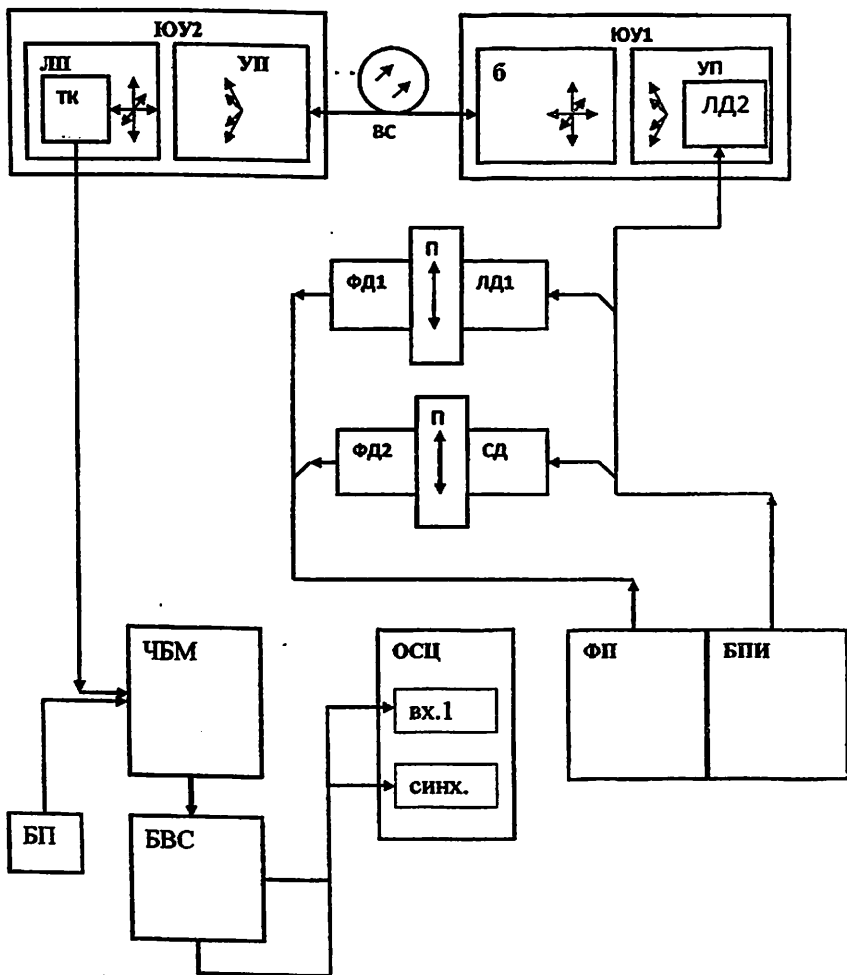 ЮУ2
ЛП
ТК
УП
ВС
ЮУ1
б
УП
ЛД2
ФД1
П
ЛД1
ФД2
П
СД
ЧБМ
БП
БВС
ОСЦ
вх.1
синх.
ФП
БПИ